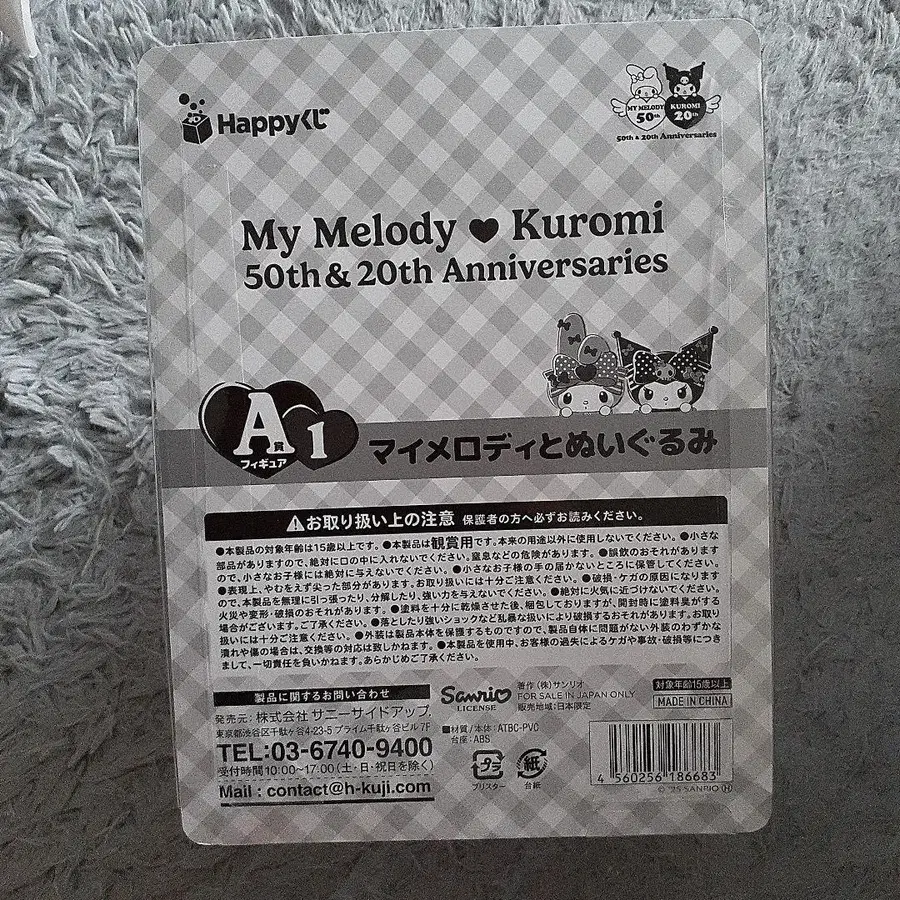 Happyくじ
MY MELODY
50th
KUROMI
20th
50th & 20th Anniversaries
My Melody ♥ Kuromi
50th & 20th Anniversaries
A賞
フィギュア
1
マイメロディとぬいぐるみ
⚠お取り扱い上の注意 保護者の方へ必ずお読みください。
●本製品の対象年齢は15歳以上です。●本製品は観賞用です。本来の用途以外に使用しないでください。●小さな
部品がありますので、絶対に口の中に入れないでください。窒息などの危険があります。●誤飲のおそれがあります
ので、小さなお子様には絶対に与えないでください。●小さなお子様の手の届かないところに保管してください。
●表現上、やむをえず尖った部分があります。お取り扱いには十分ご注意ください。●破損・ケガの原因になります
ので、本製品を無理に引っ張ったり、分解したり、強い力を与えないでください。●絶対に火気に近づけないでください。
火災や変形・破損のおそれがあります。●塗料を十分に乾燥させた後、梱包しておりますが、開封時に塗料臭がする
場合がございます。ご了承ください。●落としたり強いショックなど乱暴な扱いにより破損するおそれがあります。お取り
扱いには十分ご注意ください。●外装は製品本体を保護するものですので、製品自体に問題がない外装のわずかな
潰れや傷の場合は、交換等の対応は致しかねます。●本製品を使用中、お客様の過失によるケガや事故・破損等につき
まして、一切責任を負いかねます。あらかじめご了承ください。
製品に関するお問い合わせ
発売元:株式会社 サニーサイドアップ.
東京都渋谷区千駄ヶ谷4-23-5 プライム千駄ヶ谷ビル 7F
TEL:03-6740-9400
受付時間10:00~17:00(土・日・祝日を除く)
Mail : contact@h-kuji.com
Sanrio
LICENSE
著作 (株)サンリオ
FOR SALE IN JAPAN ONLY
販売地域:日本限定
■材質/本体:ATBC-PVC
台座:ABS
プラ
ブリスター
紙
台紙
対象年齢15歳以上
MADE IN CHINA
4 560256 186683
© '25 SANRIO Ⓗ